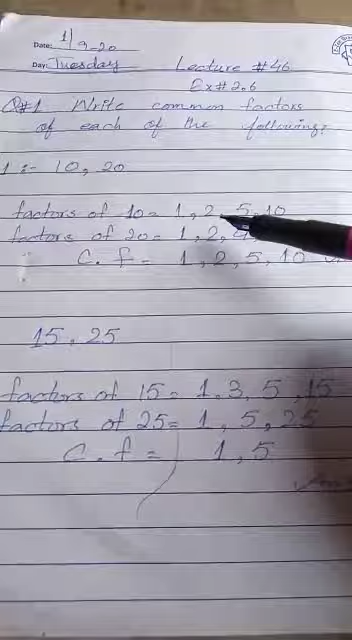 Date: 1/9-20
Day: Tuesday Lecture #46
Ex# 2.6
Q#1 Write common factors
of each of the following?
1 :- 10, 20
factors of 10 = 1, 2, 5, 10
factors of 20 = 1, 2, 4
C.f = 1, 2, 5, 10
15, 25
factors of 15 = 1, 3, 5, 15
factors of 25 = 1, 5, 25
C.f = 1, 5